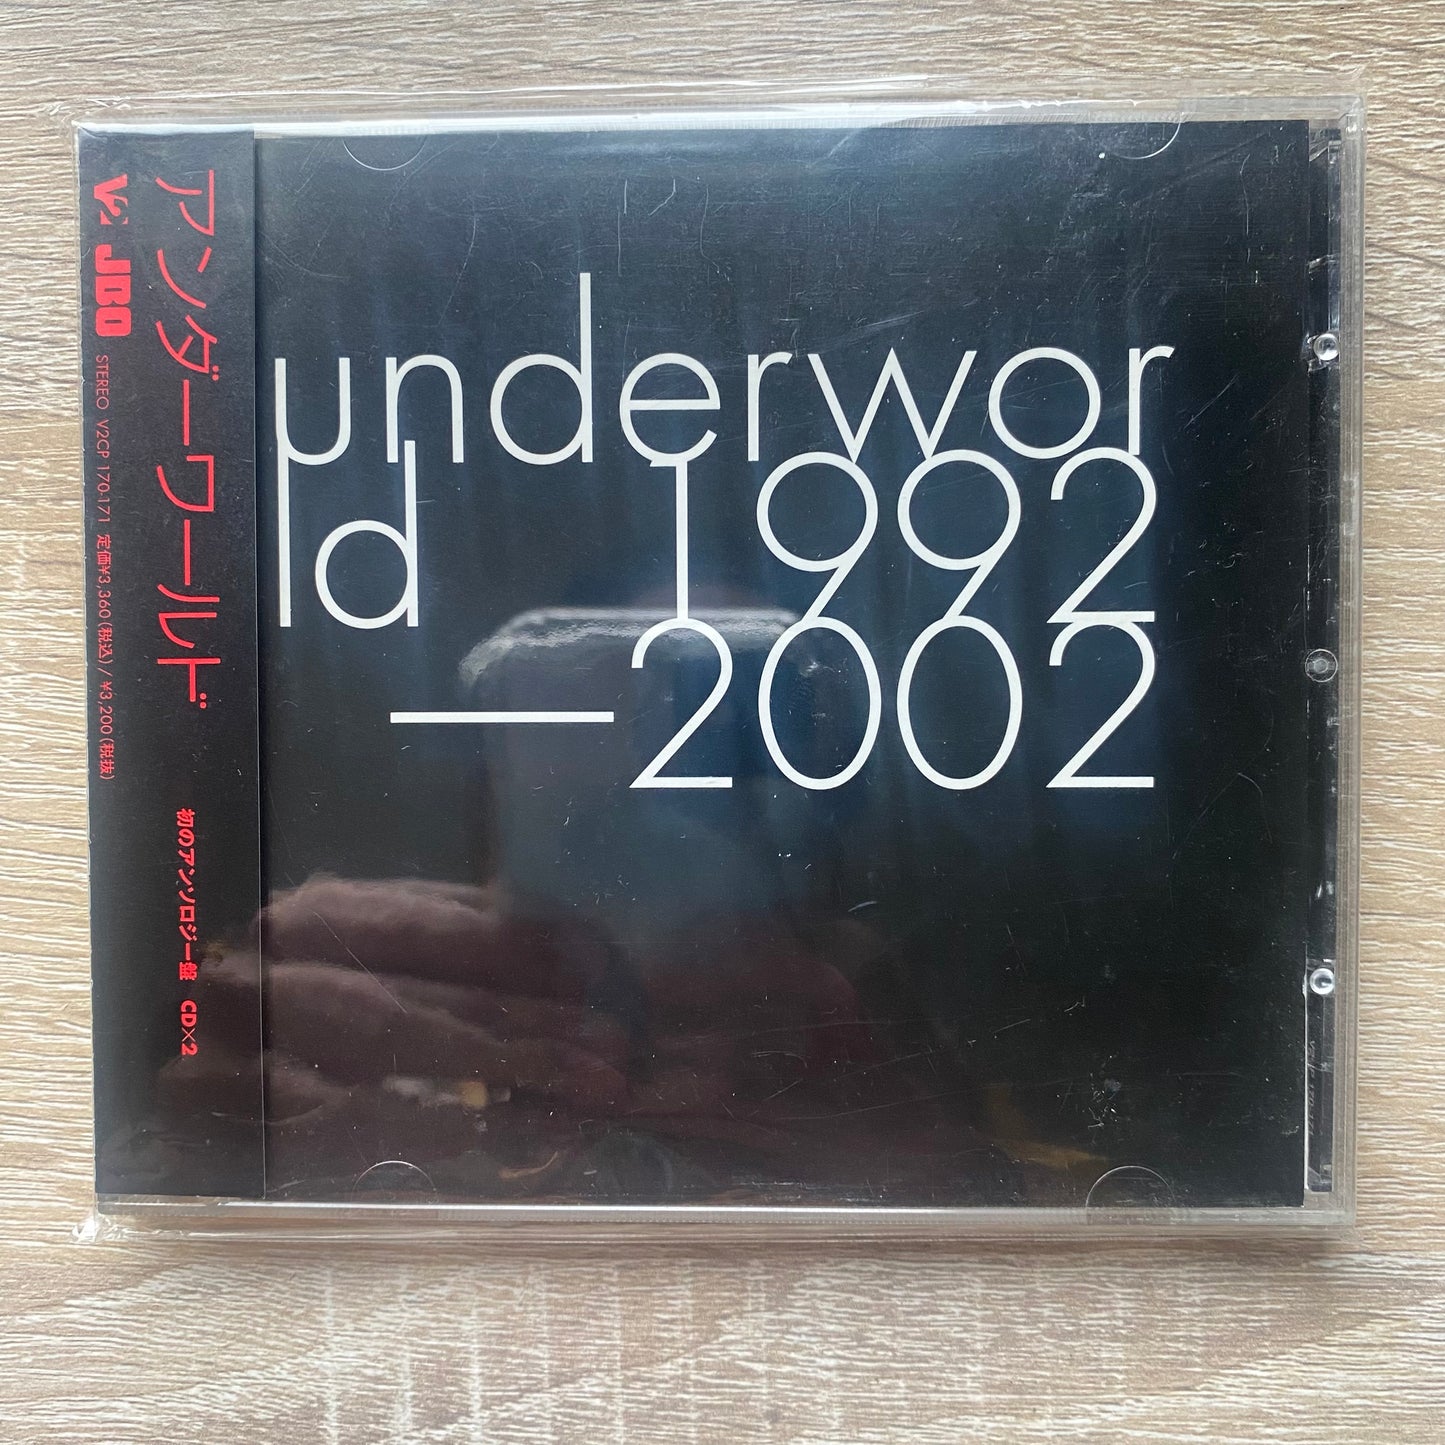 アンダーワールド
初のアンソロジー盤 CD×2
V2 JBO STEREO V2CP 170-171 定価¥3,360(税込)/¥3,200(税抜)
underwor
ld 1992
—2002